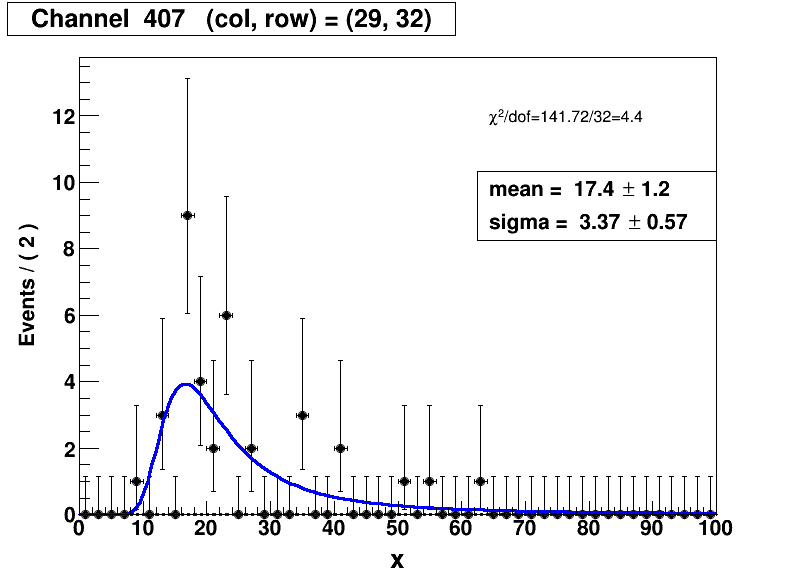 Channel 407 (col, row) = (29, 32)
χ²/dof=141.72/32=4.4
mean = 17.4 ± 1.2
sigma = 3.37 ± 0.57
Events / ( 2 )
12
10
8
6
4
2
0
0 10 20 30 40 50 60 70 80 90 100
x